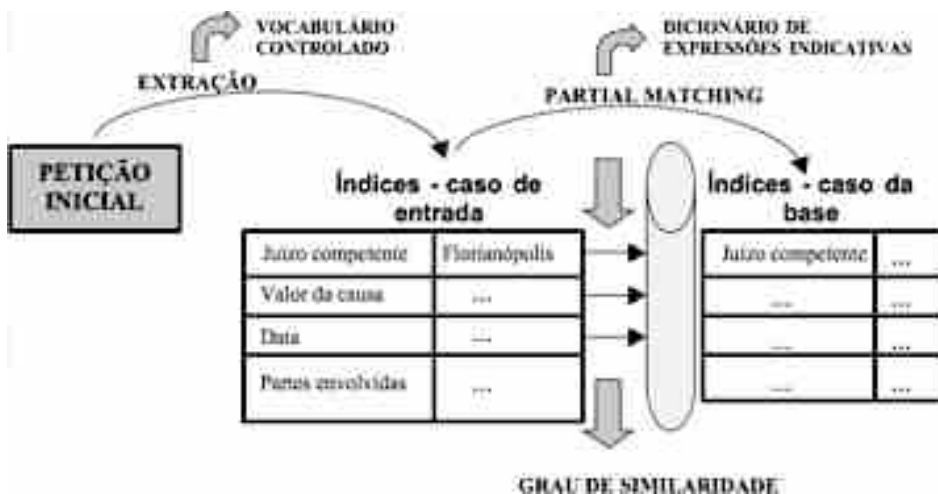 VOCABULÁRIO
CONTROLADO
DICIONÁRIO DE
EXPRESSÕES INDICATIVAS
EXTRAÇÃO
PARTIAL MATCHING
PETIÇÃO
INICIAL
Índices - caso de
entrada
Índices - caso da
base
Juízo competente Florianópolis
Valor da causa ...
Data ...
Partes envolvidas ...
Juízo competente ...
... ...
... ...
... ...
GRAU DE SIMILARIDADE